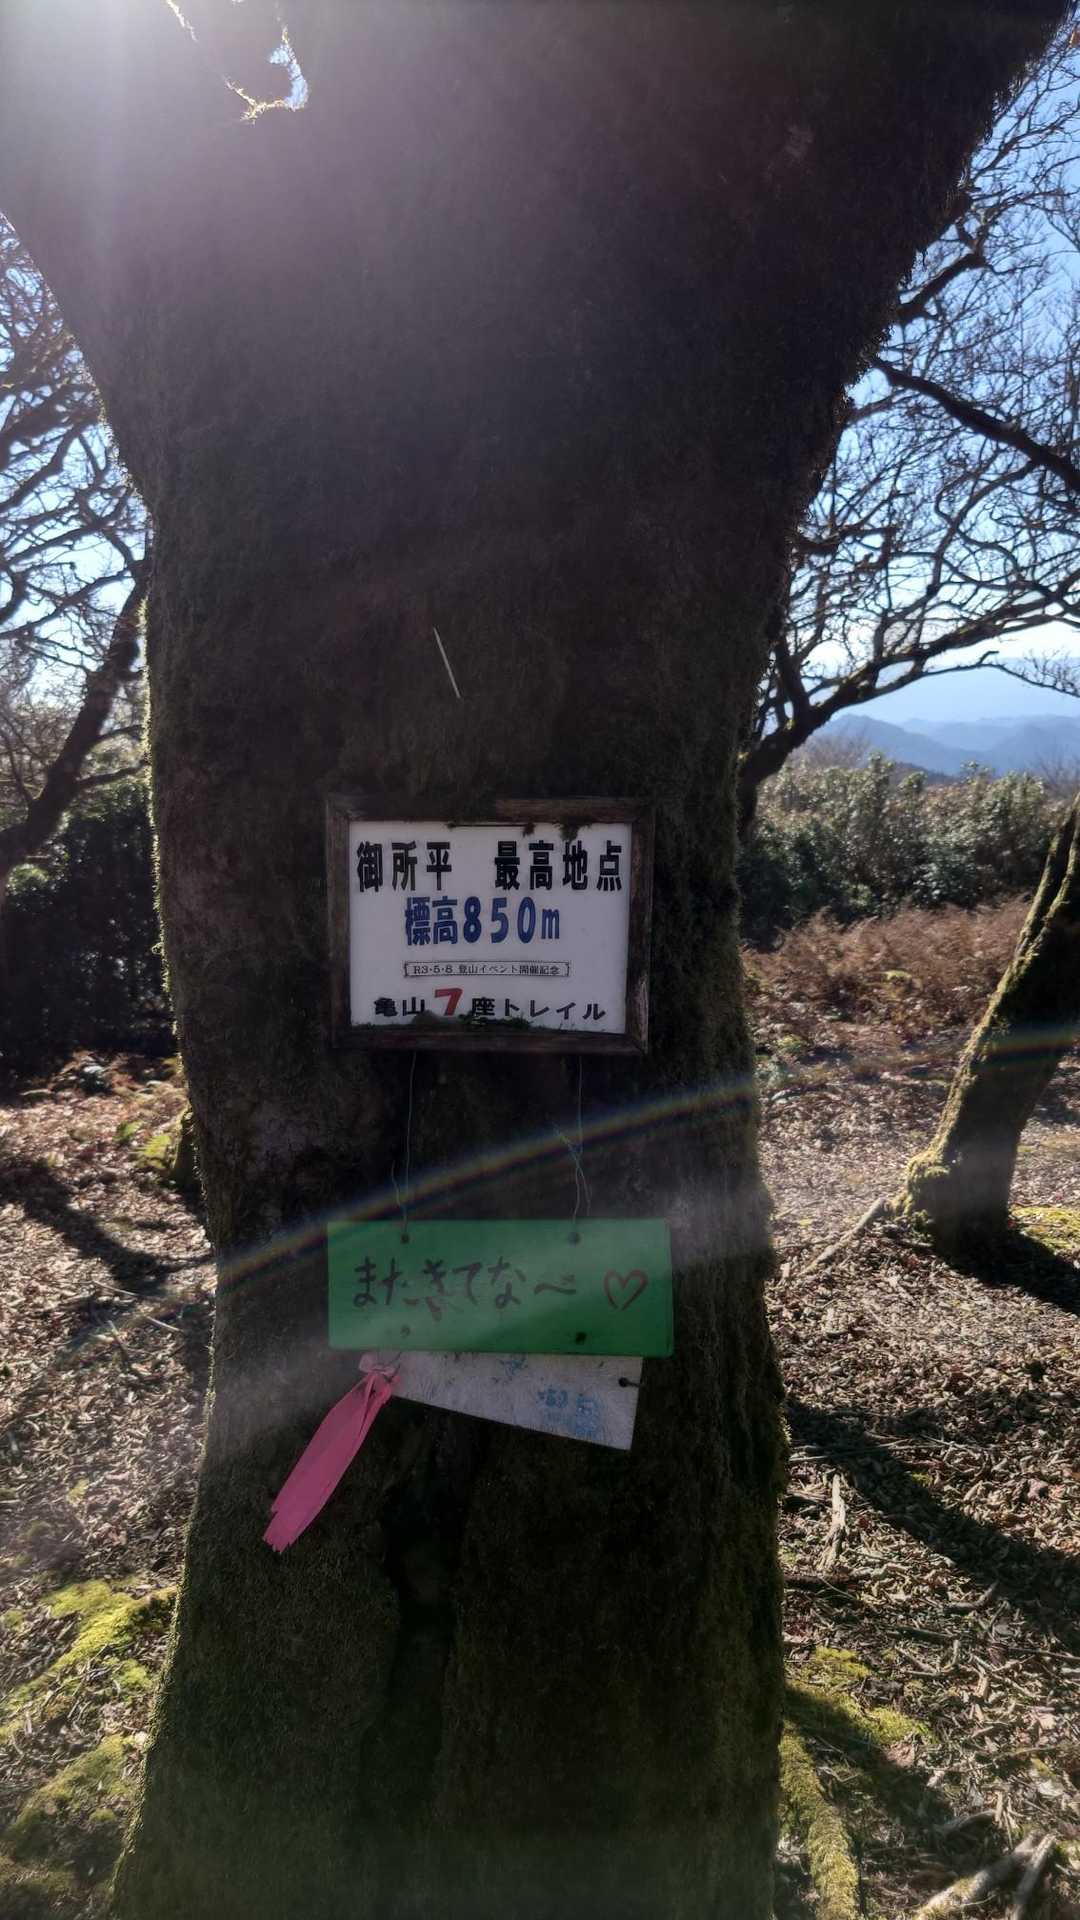 御所平 最高地点
標高850m
R3·5·8 登山イベント開催記念
亀山7座トレイル
またきてなー♡